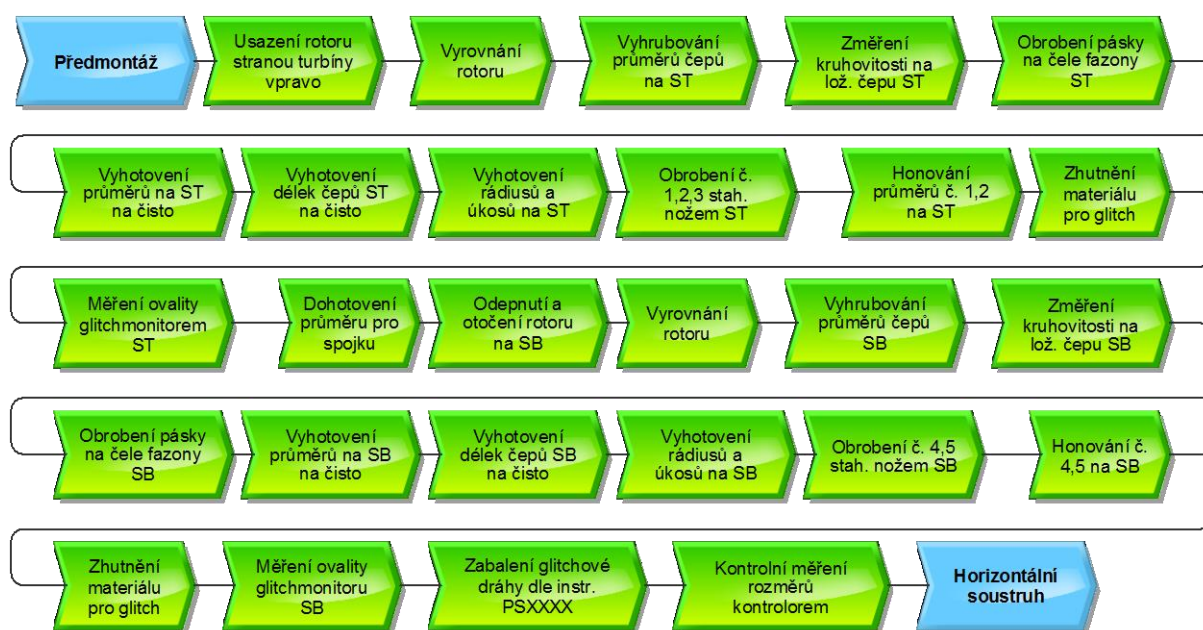 Předmontáž
Usazení rotoru
stranou turbíny
vpravo
Vyrovnání
rotoru
Vyhrubování
průměrů čepů
na ST
Změření
kruhovitosti na
lož. čepu ST
Obrobení pásky
na čele fazony
ST
Vyhotovení
průměrů na ST
na čisto
Vyhotovení
délek čepů ST
na čisto
Vyhotovení
rádiusů a
úkosů na ST
Obrobení č.
1,2,3 stah.
nožem ST
Honování
průměrů č. 1,2
na ST
Zhutnění
materiálu
pro glitch
Měření ovality
glitchmonitorem
ST
Dohotovení
průměru pro
spojku
Odepnutí a
otočení rotoru
na SB
Vyrovnání
rotoru
Vyhrubování
průměrů čepů
SB
Změření
kruhovitosti na
lož. čepu SB
Obrobení pásky
na čele fazony
SB
Vyhotovení
průměrů na SB
na čisto
Vyhotovení
délek čepů SB
na čisto
Vyhotovení
rádiusů a
úkosů na SB
Obrobení č. 4,5
stah. nožem SB
Honování č.
4,5 na SB
Zhutnění
materiálu
pro glitch
Měření ovality
glitchmonitoru
SB
Zabalení glitchové
dráhy dle instr.
PSXXXX
Kontrolní měření
rozměrů
kontrolorem
Horizontální
soustruh